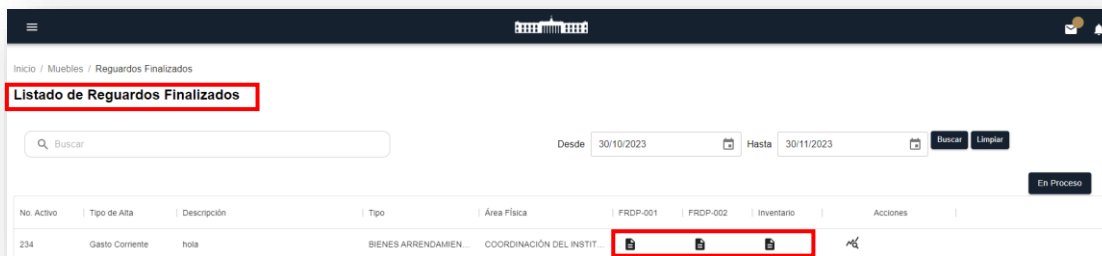 Inicio / Muebles / Reguardos Finalizados
Listado de Reguardos Finalizados
Buscar Desde 30/10/2023 Hasta 30/11/2023 Buscar Limpiar
En Proceso
No. Activo Tipo de Alta Descripción Tipo Área Física FRDP-001 FRDP-002 Inventario Acciones
234 Gasto Corriente hola BIENES ARRENDAMIEN... COORDINACIÓN DEL INSTIT...